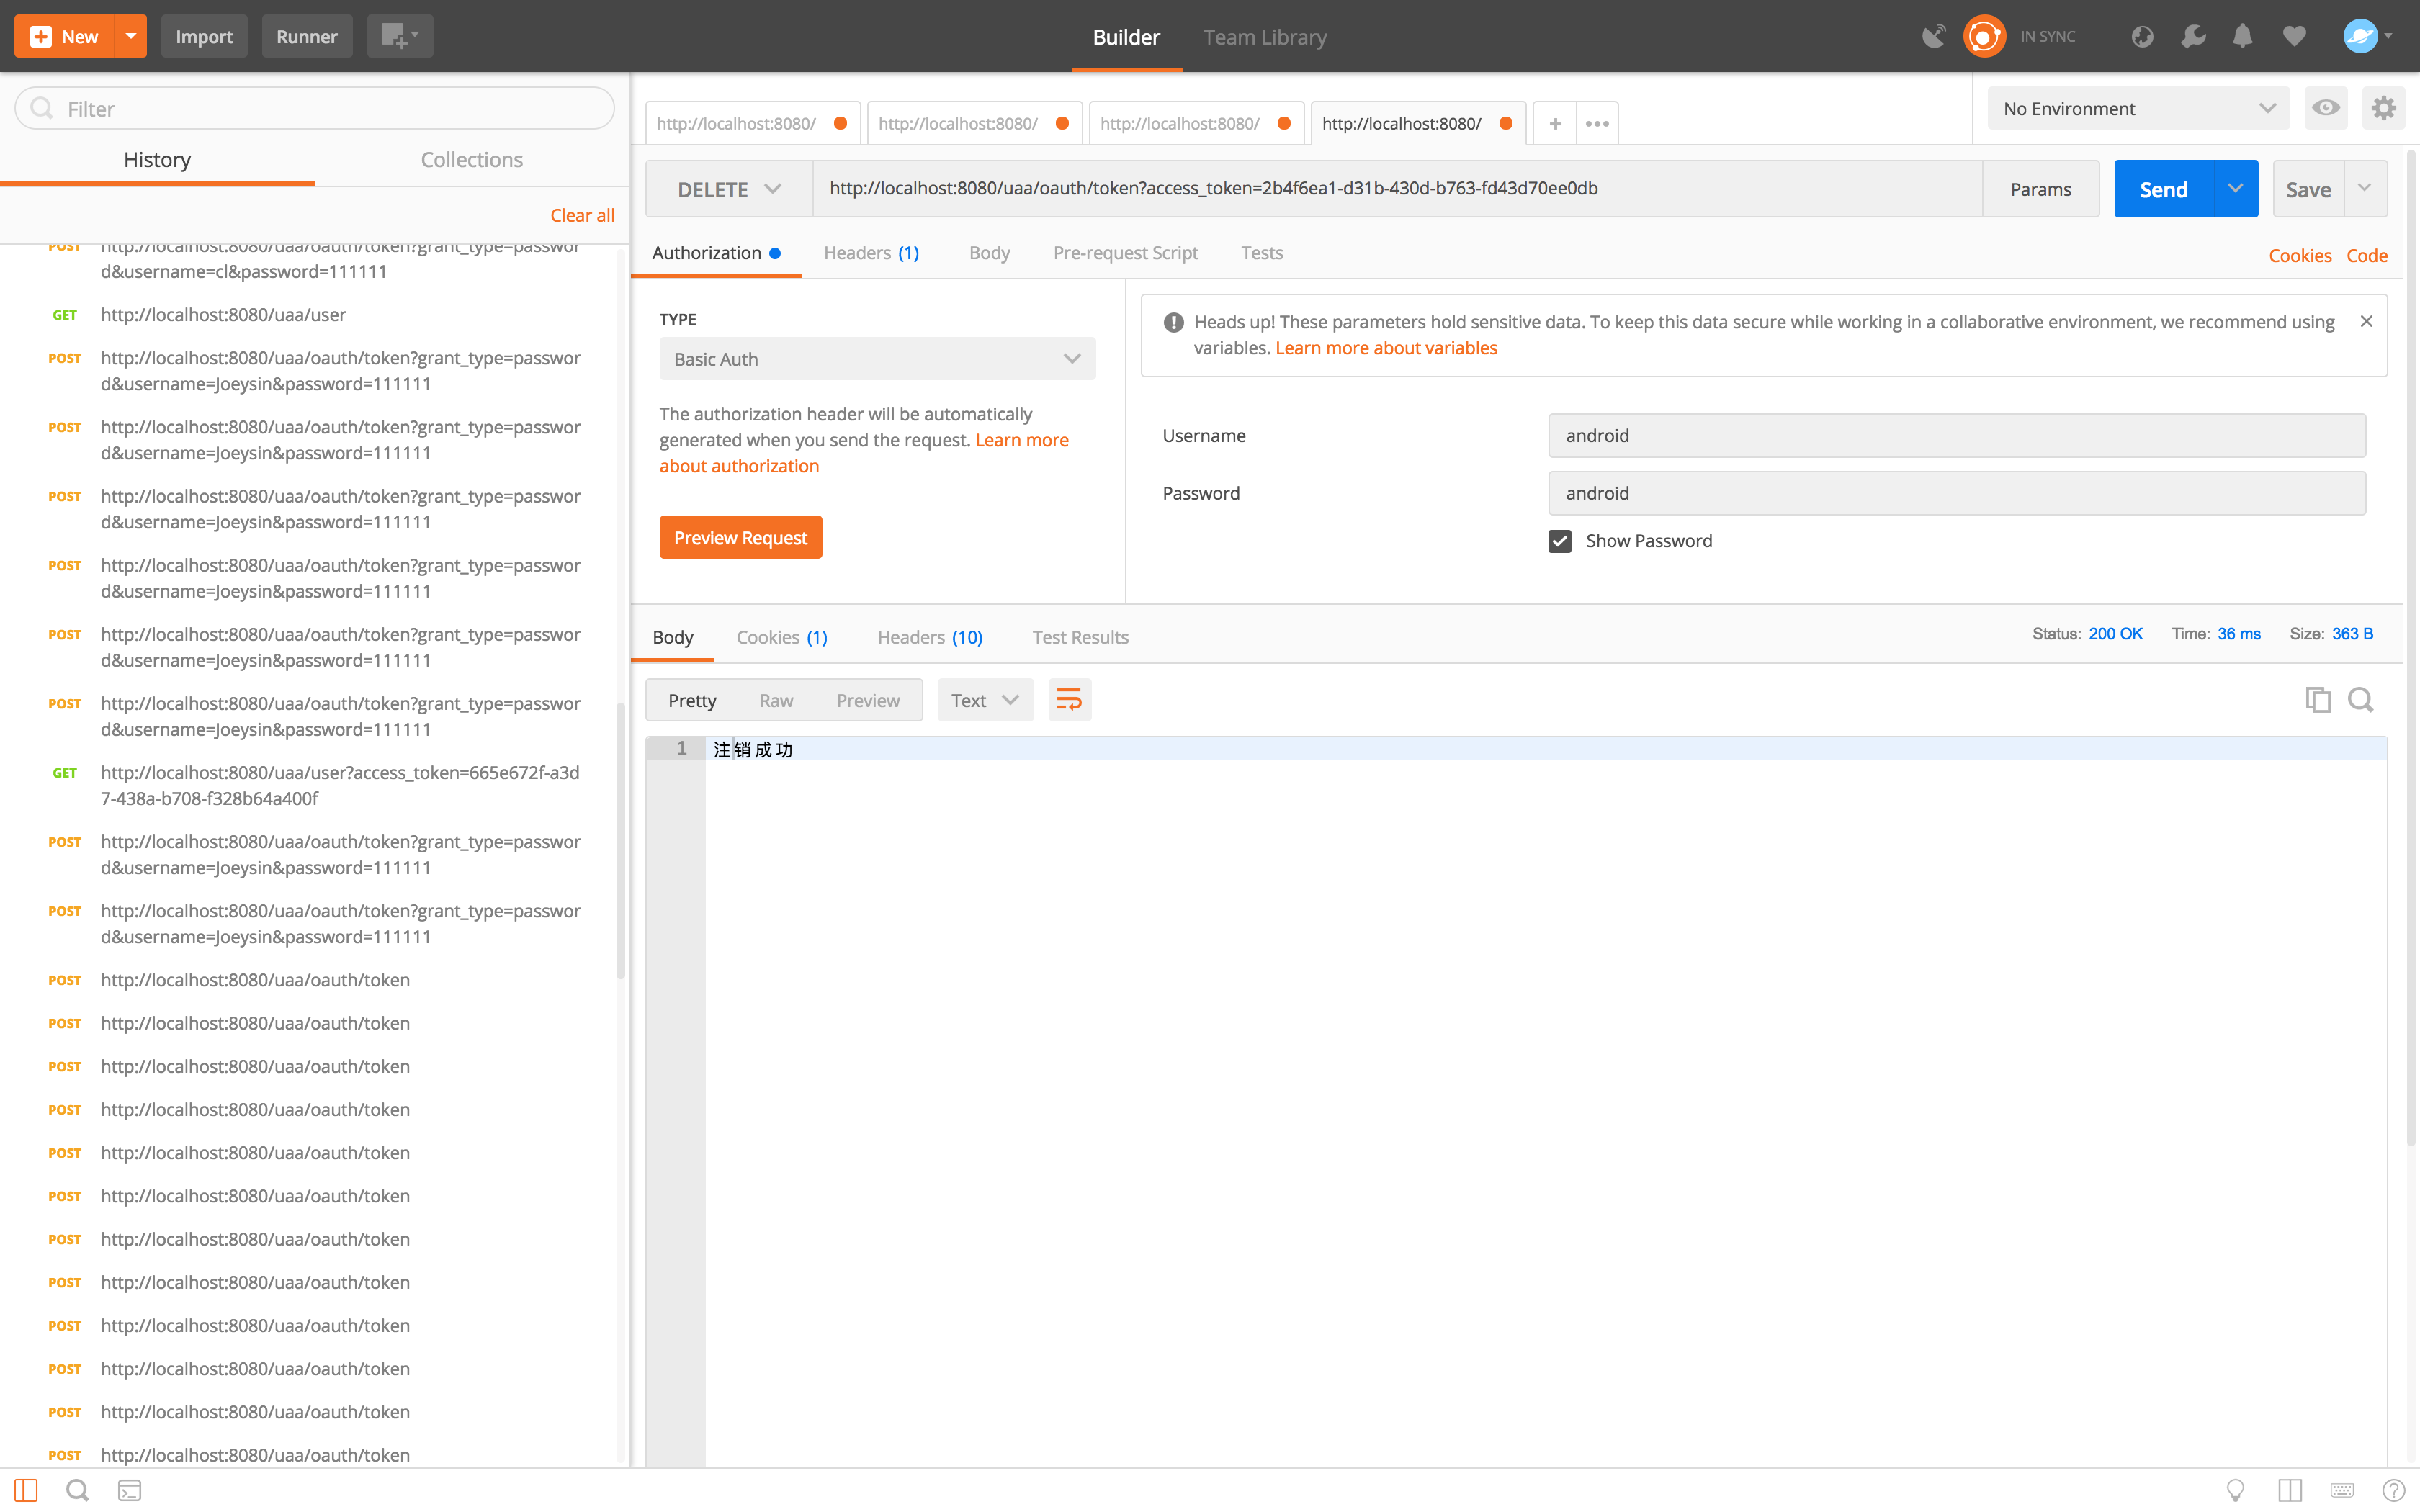 New
Import
Runner
Builder
Team Library
IN SYNC
Filter
History
Collections
Clear all
POST http://localhost:8080/uaa/oauth/token?grant_type=passwor
d&username=cl&password=111111
GET http://localhost:8080/uaa/user
POST http://localhost:8080/uaa/oauth/token?grant_type=passwor
d&username=Joeysin&password=111111
POST http://localhost:8080/uaa/oauth/token?grant_type=passwor
d&username=Joeysin&password=111111
POST http://localhost:8080/uaa/oauth/token?grant_type=passwor
d&username=Joeysin&password=111111
POST http://localhost:8080/uaa/oauth/token?grant_type=passwor
d&username=Joeysin&password=111111
POST http://localhost:8080/uaa/oauth/token?grant_type=passwor
d&username=Joeysin&password=111111
POST http://localhost:8080/uaa/oauth/token?grant_type=passwor
d&username=Joeysin&password=111111
GET http://localhost:8080/uaa/user?access_token=665e672f-a3d
7-438a-b708-f328b64a400f
POST http://localhost:8080/uaa/oauth/token?grant_type=passwor
d&username=Joeysin&password=111111
POST http://localhost:8080/uaa/oauth/token?grant_type=passwor
d&username=Joeysin&password=111111
POST http://localhost:8080/uaa/oauth/token
POST http://localhost:8080/uaa/oauth/token
POST http://localhost:8080/uaa/oauth/token
POST http://localhost:8080/uaa/oauth/token
POST http://localhost:8080/uaa/oauth/token
POST http://localhost:8080/uaa/oauth/token
POST http://localhost:8080/uaa/oauth/token
POST http://localhost:8080/uaa/oauth/token
POST http://localhost:8080/uaa/oauth/token
POST http://localhost:8080/uaa/oauth/token
POST http://localhost:8080/uaa/oauth/token
POST http://localhost:8080/uaa/oauth/token
http://localhost:8080/
http://localhost:8080/
http://localhost:8080/
http://localhost:8080/
No Environment
DELETE
http://localhost:8080/uaa/oauth/token?access_token=2b4f6ea1-d31b-430d-b763-fd43d70ee0db
Params
Send
Save
Authorization
Headers (1)
Body
Pre-request Script
Tests
Cookies
Code
TYPE
Basic Auth
The authorization header will be automatically
generated when you send the request. Learn more
about authorization
Preview Request
Heads up! These parameters hold sensitive data. To keep this data secure while working in a collaborative environment, we recommend using
variables. Learn more about variables
Username
android
Password
android
Show Password
Body
Cookies (1)
Headers (10)
Test Results
Status: 200 OK
Time: 36 ms
Size: 363 B
Pretty
Raw
Preview
Text
1 注销成功